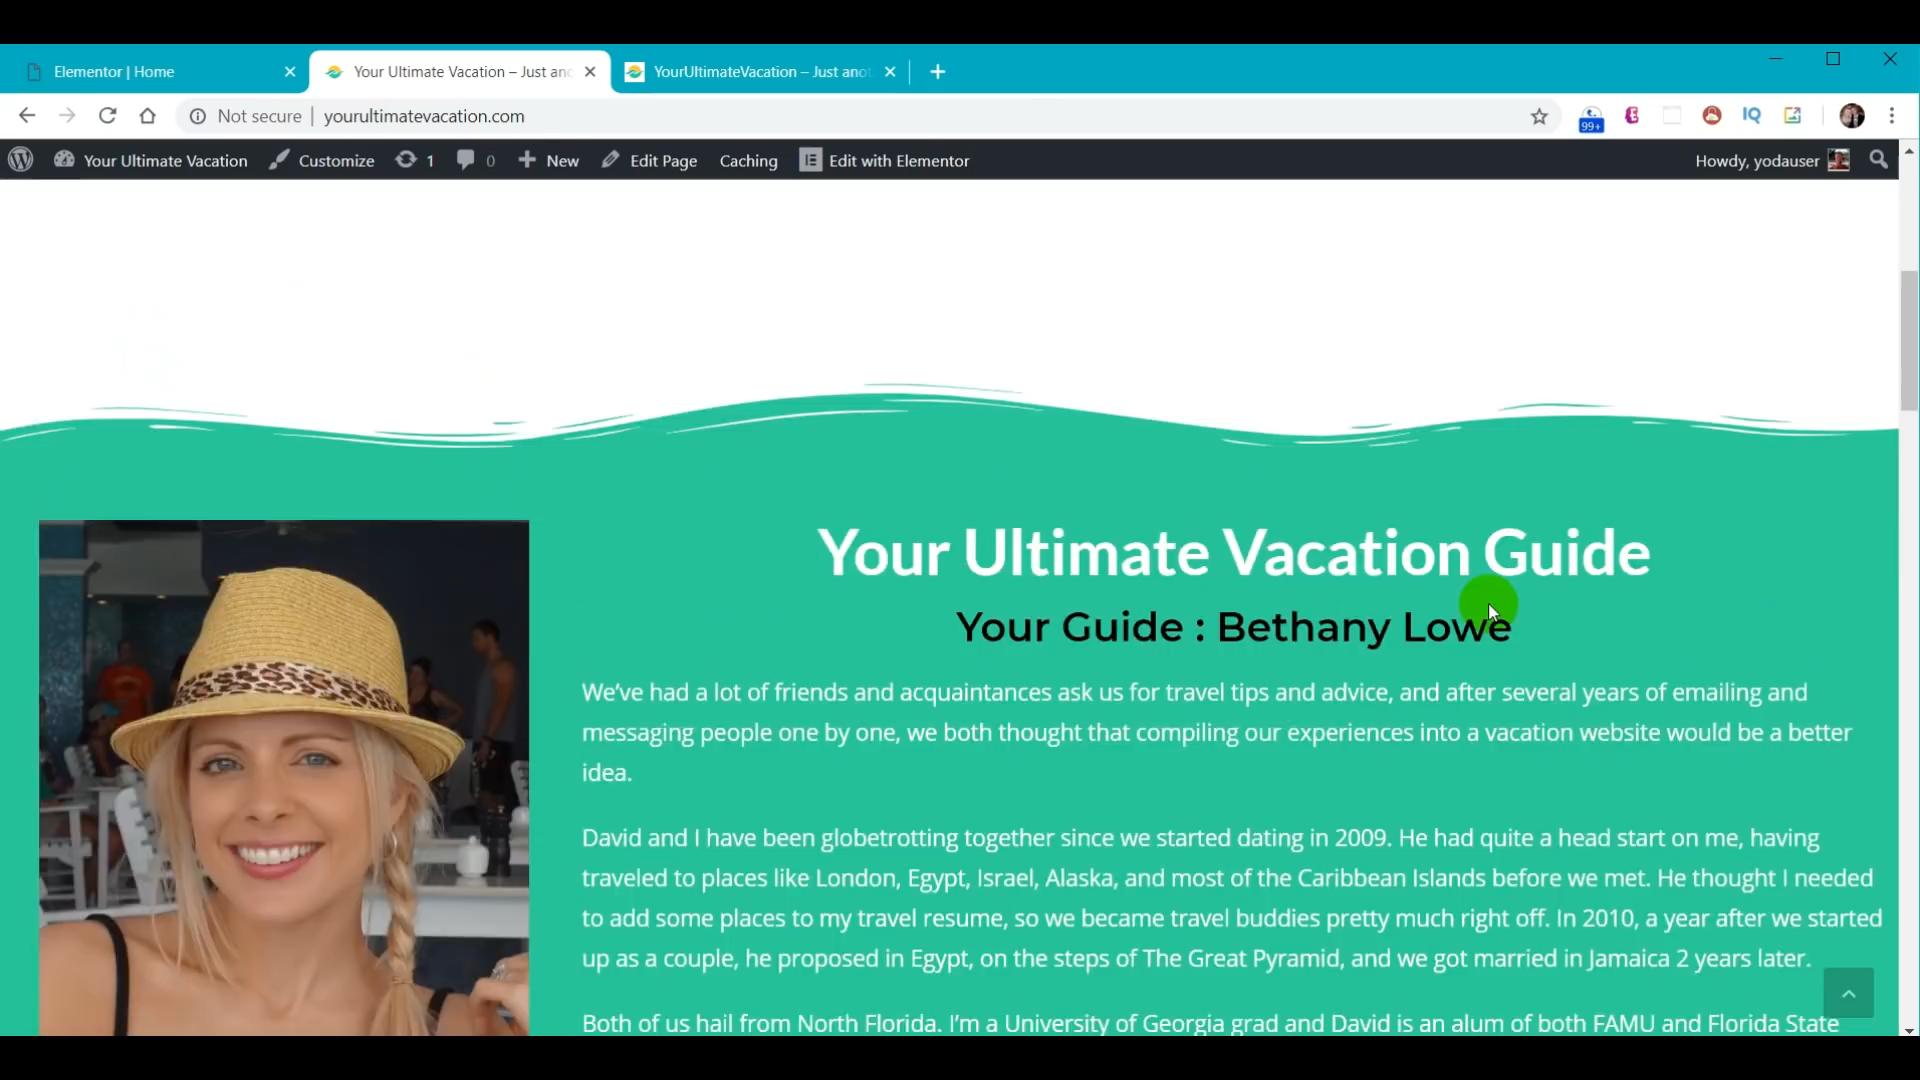 Elementor | Home
Your Ultimate Vacation – Just an
YourUltimateVacation – Just anot
Not secure
yourultimatevacation.com
99+
IQ
Your Ultimate Vacation
Customize
1
0
New
Edit Page
Caching
Edit with Elementor
Howdy, yodauser
Your Ultimate Vacation Guide
Your Guide : Bethany Lowe
We've had a lot of friends and acquaintances ask us for travel tips and advice, and after several years of emailing and
messaging people one by one, we both thought that compiling our experiences into a vacation website would be a better
idea.
David and I have been globetrotting together since we started dating in 2009. He had quite a head start on me, having
traveled to places like London, Egypt, Israel, Alaska, and most of the Caribbean Islands before we met. He thought I needed
to add some places to my travel resume, so we became travel buddies pretty much right off. In 2010, a year after we started
up as a couple, he proposed in Egypt, on the steps of The Great Pyramid, and we got married in Jamaica 2 years later.
Both of us hail from North Florida. I'm a University of Georgia grad and David is an alum of both FAMU and Florida State